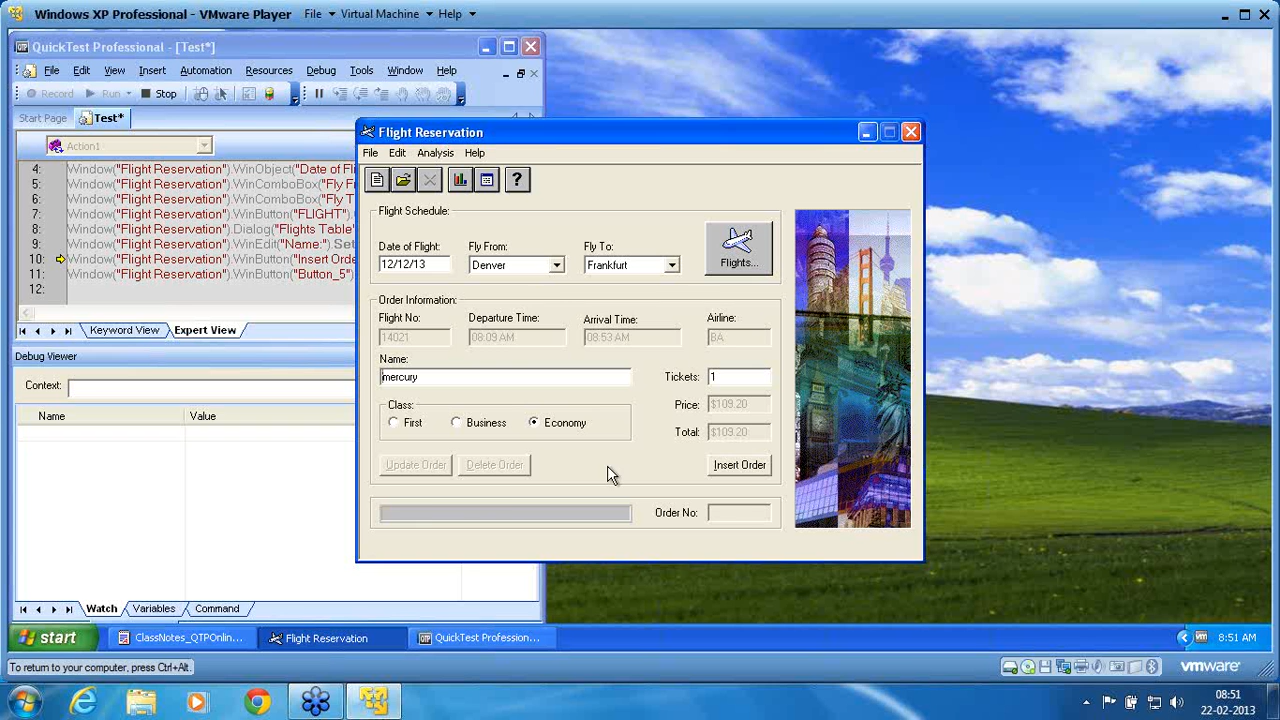 Windows XP Professional - VMware Player
File
Virtual Machine
Help
QuickTest Professional - [Test*]
File Edit View Insert Automation Resources Debug Tools Window Help
Record Run Stop
Start Page Test*
Action1
4: Window("Flight Reservation").WinObject("Date of Fl
5: Window("Flight Reservation").WinComboBox("Fly F
6: Window("Flight Reservation").WinComboBox("Fly T
7: Window("Flight Reservation").WinButton("FLIGHT").
8: Window("Flight Reservation").Dialog("Flights Table"
9: Window("Flight Reservation").WinEdit("Name:").Set
10: Window("Flight Reservation").WinButton("Insert Orde
11: Window("Flight Reservation").WinButton("Button_5")
12:
Keyword View Expert View
Debug Viewer
Context:
Name Value
Watch Variables Command
Flight Reservation
File Edit Analysis Help
Flight Schedule:
Date of Flight: Fly From: Fly To:
12/12/13 Denver Frankfurt
Flights...
Order Information:
Flight No: Departure Time: Arrival Time: Airline:
14021 08:09 AM 08:53 AM BA
Name:
mercury
Tickets: 1
Class:
First Business Economy
Price: $109.20
Total: $109.20
Update Order Delete Order Insert Order
Order No:
start
ClassNotes_QTPOnlin...
Flight Reservation
QuickTest Profession...
8:51 AM
To return to your computer, press Ctrl+Alt.
vmware
08:51
22-02-2013